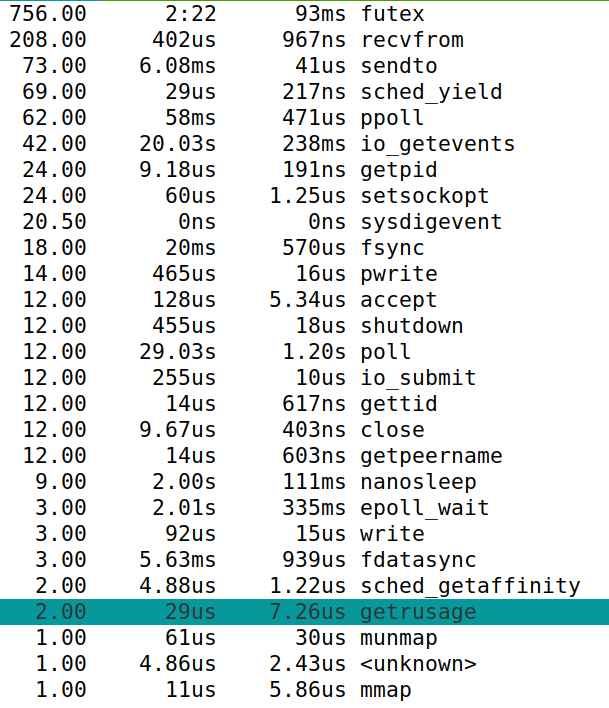 756.00 2:22 93ms futex
208.00 402us 967ns recvfrom
73.00 6.08ms 41us sendto
69.00 29us 217ns sched_yield
62.00 58ms 471us ppoll
42.00 20.03s 238ms io_getevents
24.00 9.18us 191ns getpid
24.00 60us 1.25us setsockopt
20.50 0ns 0ns sysdigevent
18.00 20ms 570us fsync
14.00 465us 16us pwrite
12.00 128us 5.34us accept
12.00 455us 18us shutdown
12.00 29.03s 1.20s poll
12.00 255us 10us io_submit
12.00 14us 617ns gettid
12.00 9.67us 403ns close
12.00 14us 603ns getpeername
9.00 2.00s 111ms nanosleep
3.00 2.01s 335ms epoll_wait
3.00 92us 15us write
3.00 5.63ms 939us fdatasync
2.00 4.88us 1.22us sched_getaffinity
2.00 29us 7.26us getrusage
1.00 61us 30us munmap
1.00 4.86us 2.43us <unknown>
1.00 11us 5.86us mmap